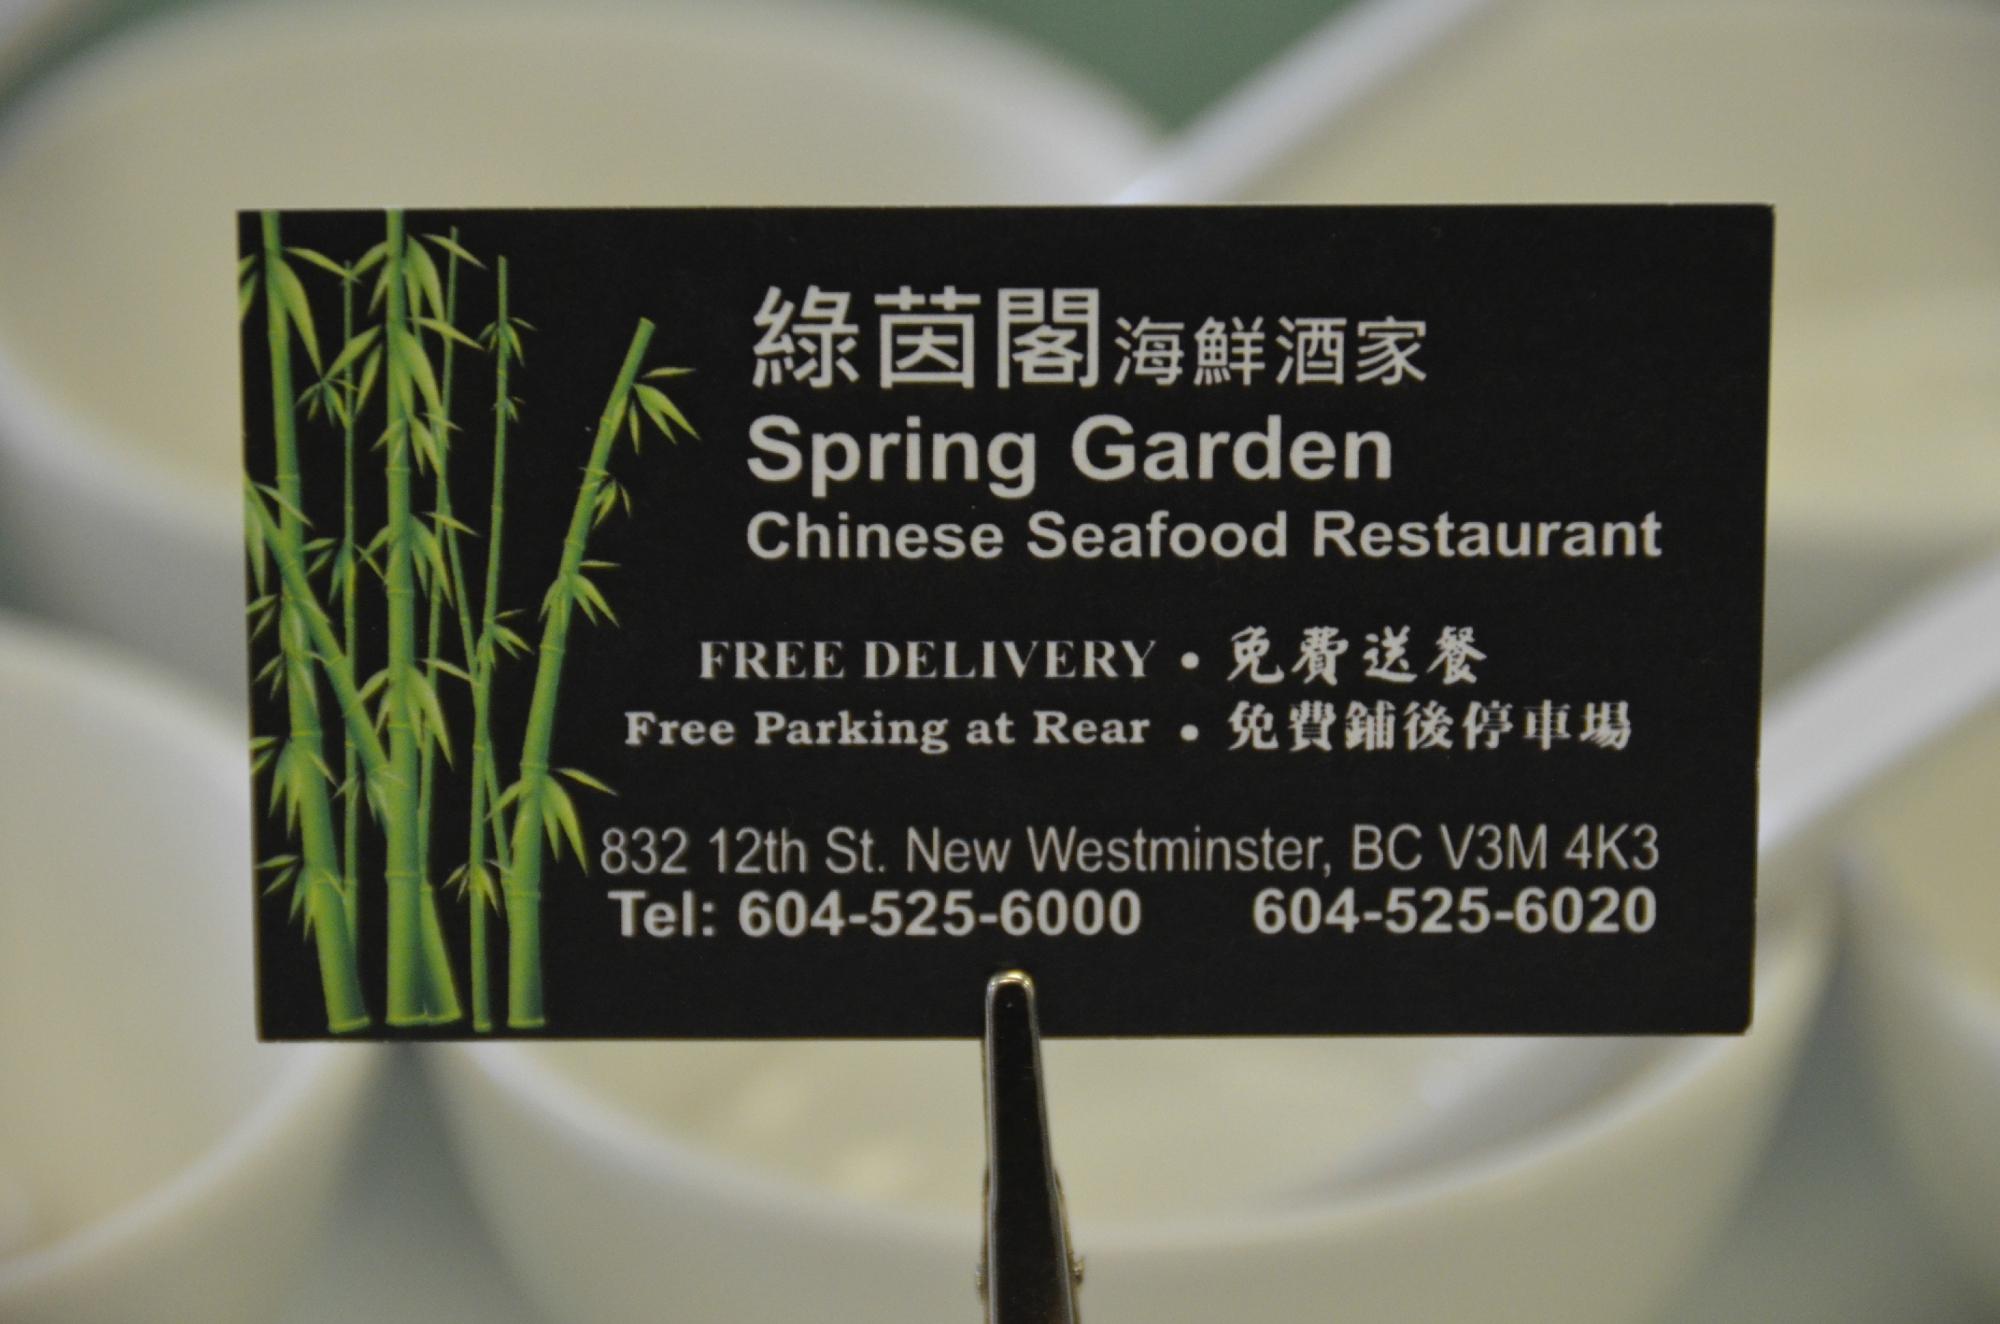 綠茵閣海鮮酒家
Spring Garden
Chinese Seafood Restaurant
FREE DELIVERY • 免費送餐
Free Parking at Rear • 免費鋪後停車場
832 12th St. New Westminster, BC V3M 4K3
Tel: 604-525-6000 604-525-6020